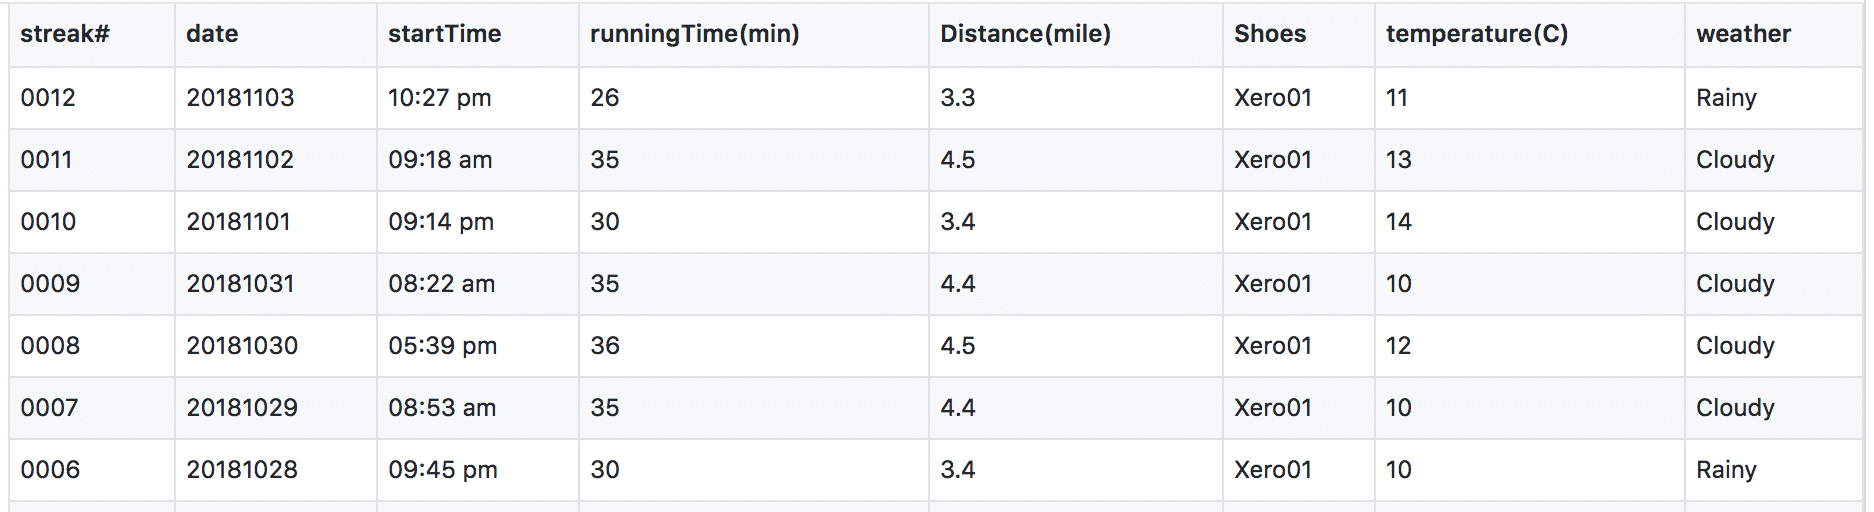 streak# date startTime runningTime(min) Distance(mile) Shoes temperature(C) weather
0012 20181103 10:27 pm 26 3.3 Xero01 11 Rainy
0011 20181102 09:18 am 35 4.5 Xero01 13 Cloudy
0010 20181101 09:14 pm 30 3.4 Xero01 14 Cloudy
0009 20181031 08:22 am 35 4.4 Xero01 10 Cloudy
0008 20181030 05:39 pm 36 4.5 Xero01 12 Cloudy
0007 20181029 08:53 am 35 4.4 Xero01 10 Cloudy
0006 20181028 09:45 pm 30 3.4 Xero01 10 Rainy